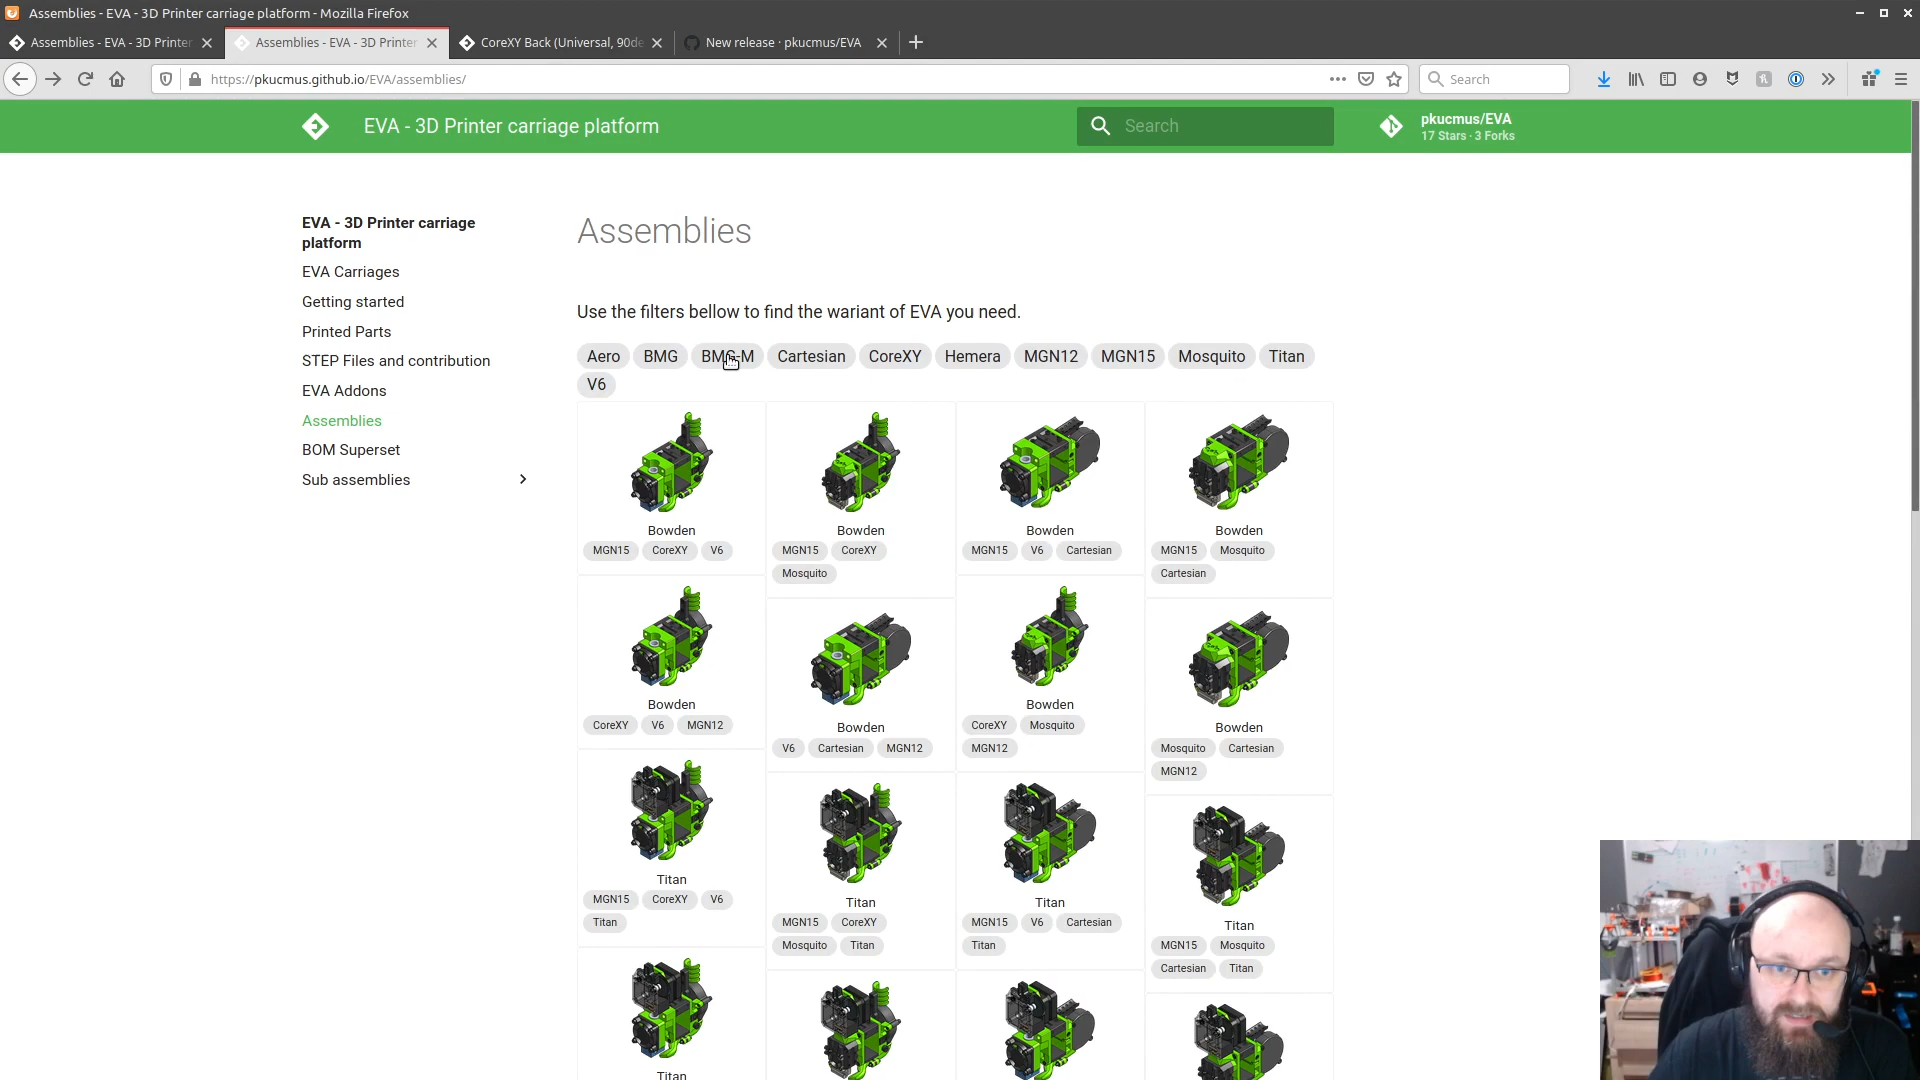 Assemblies - EVA - 3D Printer carriage platform - Mozilla Firefox
Assemblies - EVA - 3D Printer
Assemblies - EVA - 3D Printer
CoreXY Back (Universal, 90de
New release · pkucmus/EVA
https://pkucmus.github.io/EVA/assemblies/
Search
EVA - 3D Printer carriage platform
Search
pkucmus/EVA
17 Stars · 3 Forks
EVA - 3D Printer carriage
platform
EVA Carriages
Getting started
Printed Parts
STEP Files and contribution
EVA Addons
Assemblies
BOM Superset
Sub assemblies
Assemblies
Use the filters bellow to find the wariant of EVA you need.
Aero BMG BMG-M Cartesian CoreXY Hemera MGN12 MGN15 Mosquito Titan
V6
Bowden
MGN15 CoreXY V6
Bowden
MGN15 CoreXY
Mosquito
Bowden
MGN15 V6 Cartesian
Bowden
MGN15 Mosquito
Cartesian
Bowden
CoreXY V6 MGN12
Bowden
V6 Cartesian MGN12
Bowden
CoreXY Mosquito
MGN12
Bowden
Mosquito Cartesian
MGN12
Titan
MGN15 CoreXY V6
Titan
Titan
MGN15 CoreXY
Mosquito Titan
Titan
MGN15 V6 Cartesian
Titan
Titan
MGN15 Mosquito
Cartesian Titan
Titan